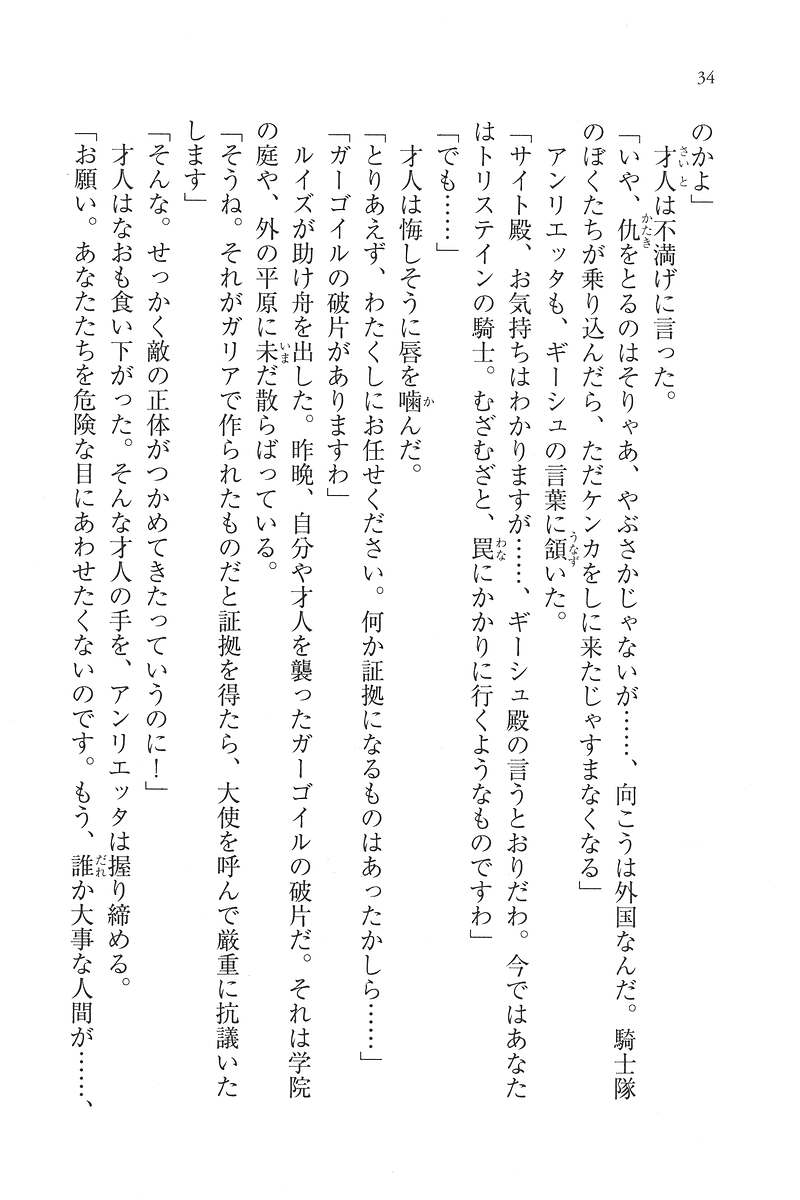 34
のかよ」
　才人は不満げに言った。
「いや、仇をとるのはそりゃあ、やぶさかじゃないが……、向こうは外国なんだ。騎士隊
のぼくたちが乗り込んだら、ただケンカをしに来たじゃすまなくなる」
　アンリエッタも、ギーシュの言葉に頷いた。
「サイト殿、お気持ちはわかりますが……、ギーシュ殿の言うとおりだわ。今ではあなた
はトリステインの騎士。むざむざと、罠にかかりに行くようなものですわ」
「でも……」
　才人は悔しそうに唇を噛んだ。
「とりあえず、わたくしにお任せください。何か証拠になるものはあったかしら……」
「ガーゴイルの破片がありますわ」
　ルイズが助け舟を出した。昨晩、自分や才人を襲ったガーゴイルの破片だ。それは学院
の庭や、外の平原に未だ散らばっている。
「そうね。それがガリアで作られたものだと証拠を得たら、大使を呼んで厳重に抗議いた
します」
「そんな。せっかく敵の正体がつかめてきたっていうのに！」
　才人はなおも食い下がった。そんな才人の手を、アンリエッタは握り締める。
「お願い。あなたたちを危険な目にあわせたくないのです。もう、誰か大事な人間が……、